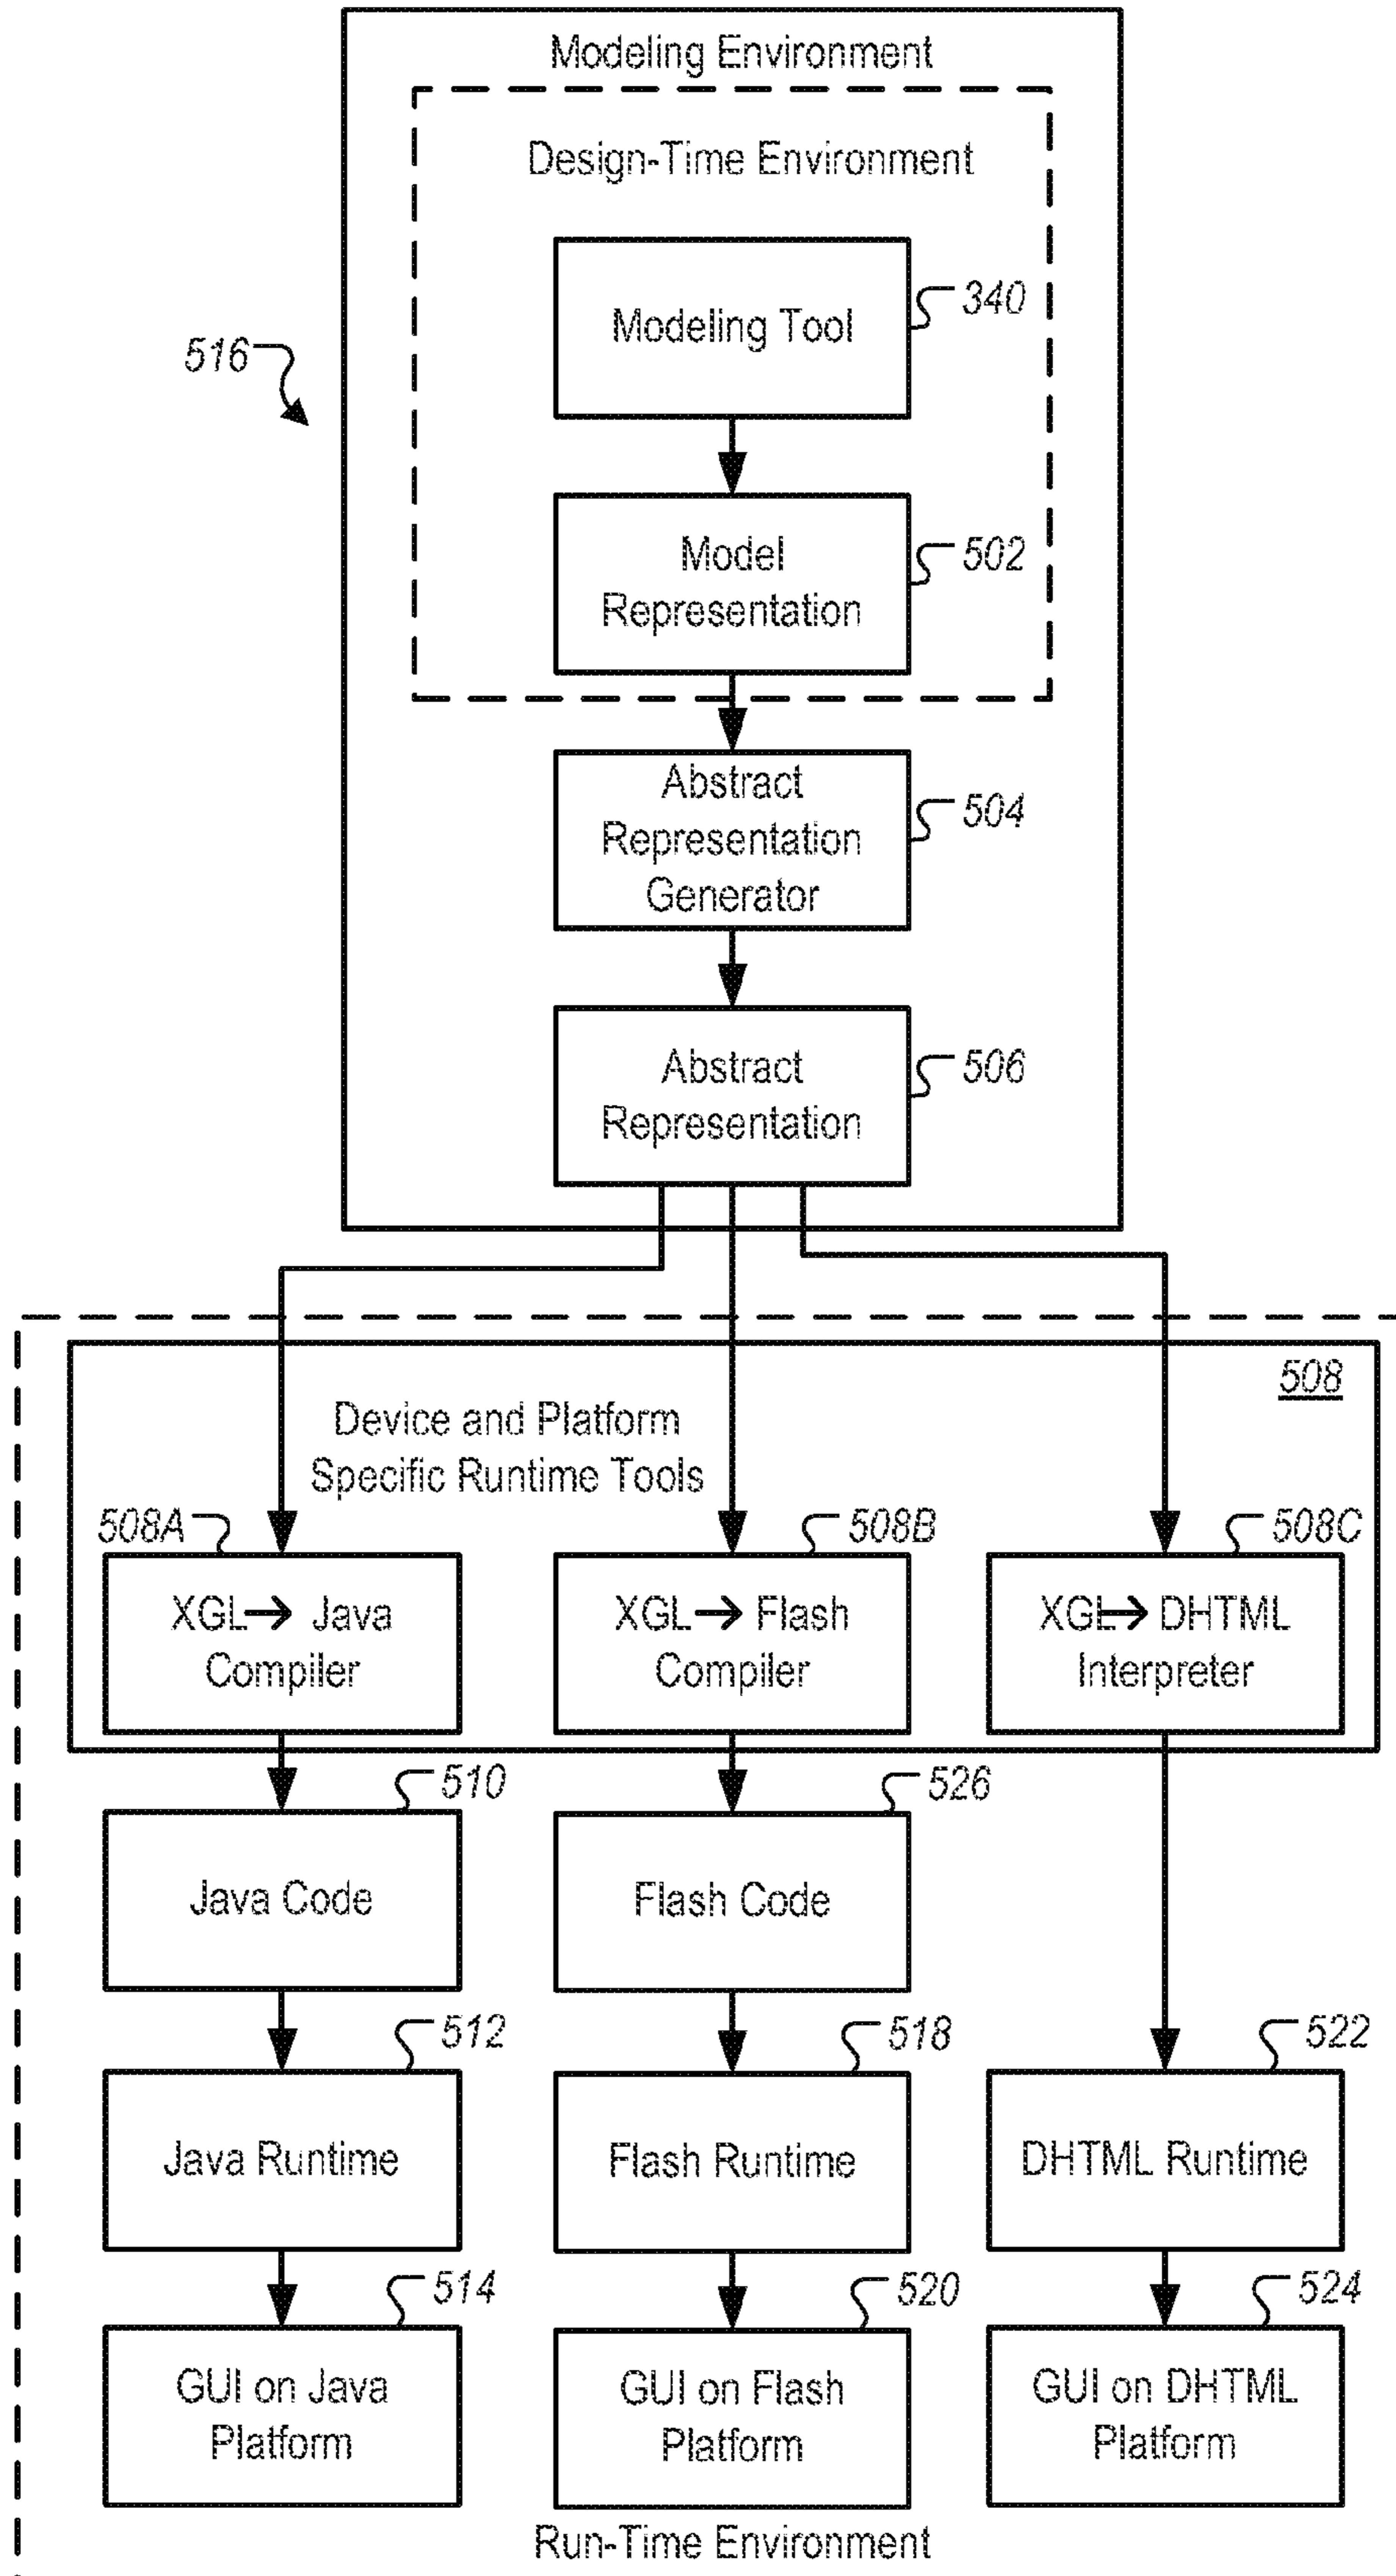 Modeling Environment
Design-Time Environment
Modeling Tool
340
516
Model
Representation
502
Abstract
Representation
Generator
504
Abstract
Representation
506
508
Device and Platform
Specific Runtime Tools
508A
508B
508C
XGL→ Java
Compiler
XGL→ Flash
Compiler
XGL→ DHTML
Interpreter
510
526
Java Code
Flash Code
512
518
522
Java Runtime
Flash Runtime
DHTML Runtime
514
520
524
GUI on Java
Platform
GUI on Flash
Platform
GUI on DHTML
Platform
Run-Time Environment